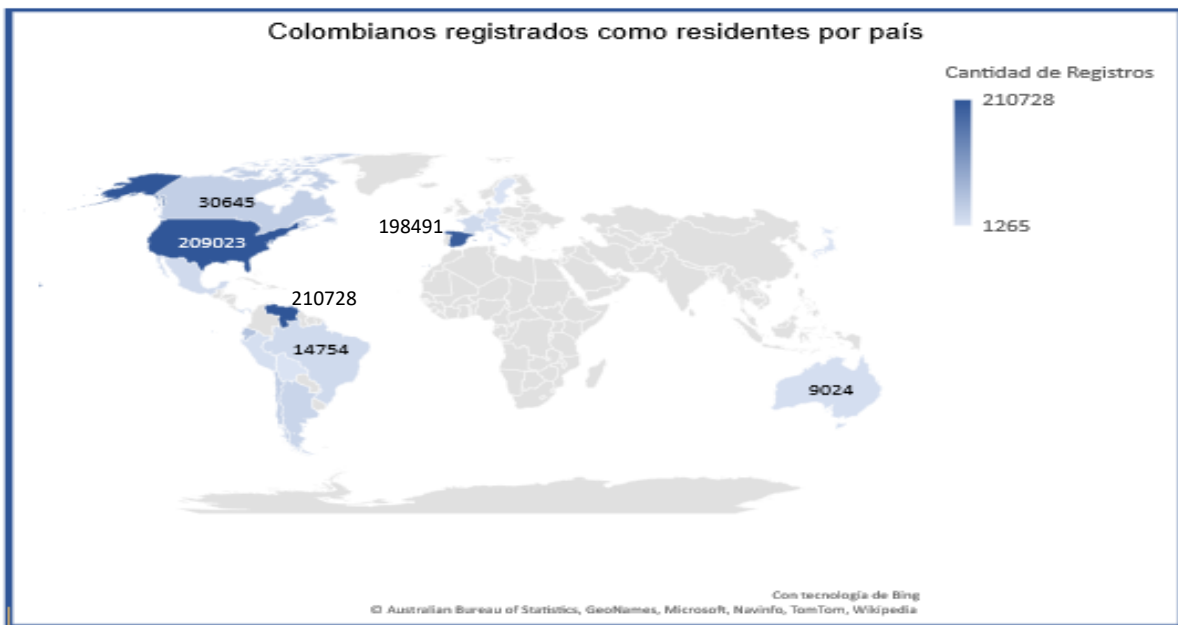 Colombianos registrados como residentes por país
Cantidad de Registros
210728
1265
30645
209023
198491
210728
14754
9024
Con tecnología de Bing
© Australian Bureau of Statistics, GeoNames, Microsoft, Navinfo, TomTom, Wikipedia